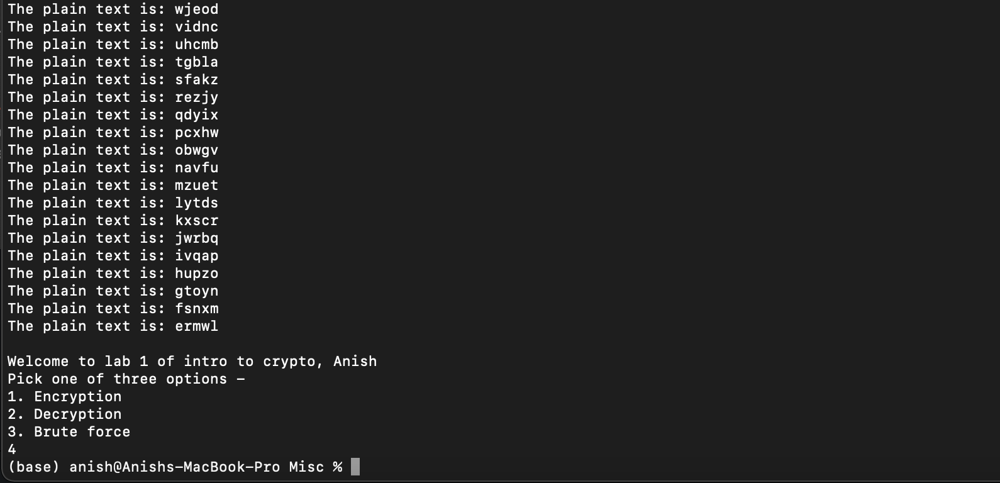 The plain text is: wjeod
The plain text is: vidnc
The plain text is: uhcmb
The plain text is: tgbla
The plain text is: sfakz
The plain text is: rezjy
The plain text is: qdyix
The plain text is: pcxhw
The plain text is: obwgv
The plain text is: navfu
The plain text is: mzuet
The plain text is: lytds
The plain text is: kxscr
The plain text is: jwrbq
The plain text is: ivqap
The plain text is: hupzo
The plain text is: gtoyn
The plain text is: fsnxm
The plain text is: ermwl
Welcome to lab 1 of intro to crypto, Anish
Pick one of three options –
1. Encryption
2. Decryption
3. Brute force
4
(base) anish@Anishs-MacBook-Pro Misc %